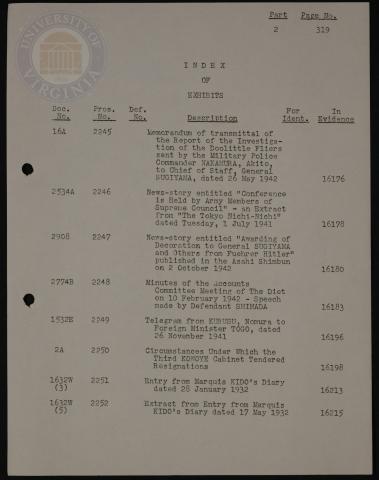 Part Page No.
2 319
UNIVERSITY OF VIRGINIA
INDEX
OF
EXHIBITS
Doc. Pros. Def. For In
No. No. No. Description Ident. Evidence
16A 2245 Memorandum of transmittal of
the Report of the Investiga-
tion of the Doolittle Fliers
sent by the Military Police
Commander NAKAMURA, Akito,
to Chief of Staff, General
SUGIYAMA, dated 26 May 1942 16176
2534A 2246 News-story entitled "Conference
is Held by Army Members of
Supreme Council" - an Extract
from "The Tokyo Nichi-Nichi"
dated Tuesday, 1 July 1941 16178
2908 2247 News-story entitled "Awarding of
Decoration to General SUGIYAMA
and Others from Fuehrer Hitler"
published in the Asahi Shimbun
on 2 October 1942 16180
2774B 2248 Minutes of the Accounts
Committee Meeting of The Diet
on 10 February 1942 - Speech
made by Defendant SHIMADA 16183
1532E 2249 Telegram from KURUSU, Nomura to
Foreign Minister TOGO, dated
26 November 1941 16196
2A 2250 Circumstances Under Which the
Third KONOYE Cabinet Tendered
Resignations 16198
1632W 2251 Entry from Marquis KIDO's Diary
(3) dated 28 January 1932 16213
1632W 2252 Extract from Entry from Marquis
(5) KIDO's Diary dated 17 May 1932 16215